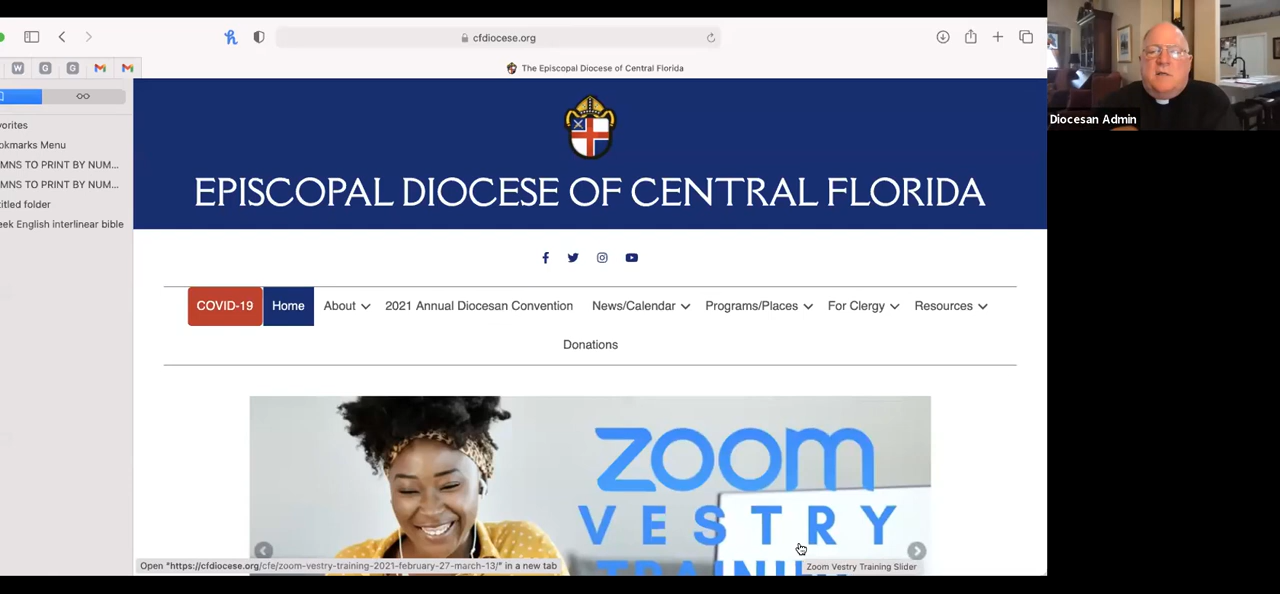 cfdiocese.org
W
G
G
The Episcopal Diocese of Central Florida
Diocesan Admin
vorites
okmarks Menu
MNS TO PRINT BY NUM...
MNS TO PRINT BY NUM...
titled folder
eek English interlinear bible
EPISCOPAL DIOCESE OF CENTRAL FLORIDA
COVID-19 Home About 2021 Annual Diocesan Convention News/Calendar Programs/Places For Clergy Resources
Donations
zoom
VESTRY
TRAINING
Open "https://cfdiocese.org/cfe/zoom-vestry-training-2021-february-27-march-13/" in a new tab
Zoom Vestry Training Slider